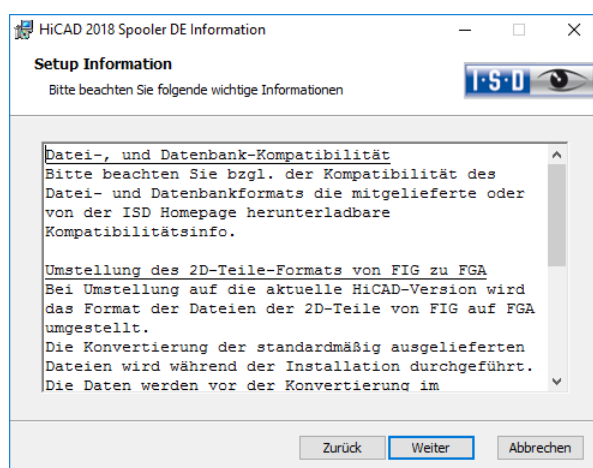 HiCAD 2018 Spooler DE Information
Setup Information
Bitte beachten Sie folgende wichtige Informationen
I·S·D
Datei-, und Datenbank-Kompatibilität
Bitte beachten Sie bzgl. der Kompatibilität des
Datei- und Datenbankformats die mitgelieferte oder
von der ISD Homepage herunterladbare
Kompatibilitätsinfo.
Umstellung des 2D-Teile-Formats von FIG zu FGA
Bei Umstellung auf die aktuelle HiCAD-Version wird
das Format der Dateien der 2D-Teile von FIG auf FGA
umgestellt.
Die Konvertierung der standardmäßig ausgelieferten
Dateien wird während der Installation durchgeführt.
Die Daten werden vor der Konvertierung im
Zurück Weiter Abbrechen